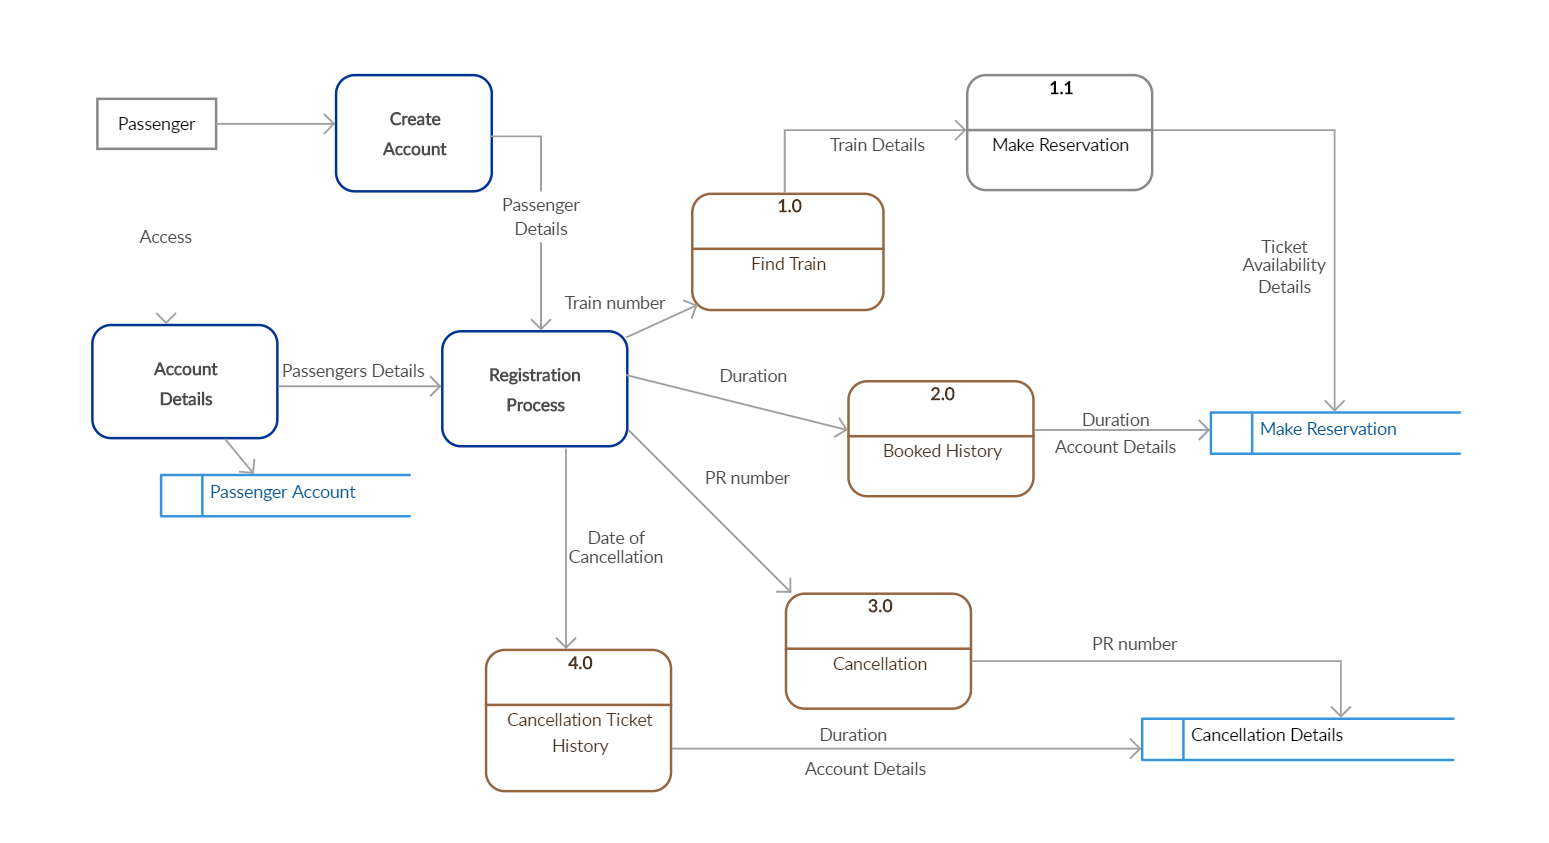 Passenger
Create
Account
Passenger
Details
Access
Account
Details
Passengers Details
Passenger Account
Registration
Process
Train number
1.0
Find Train
Train Details
1.1
Make Reservation
Ticket
Availability
Details
Duration
2.0
Booked History
Duration
Account Details
Make Reservation
PR number
3.0
Cancellation
PR number
Date of
Cancellation
4.0
Cancellation Ticket
History
Duration
Account Details
Cancellation Details